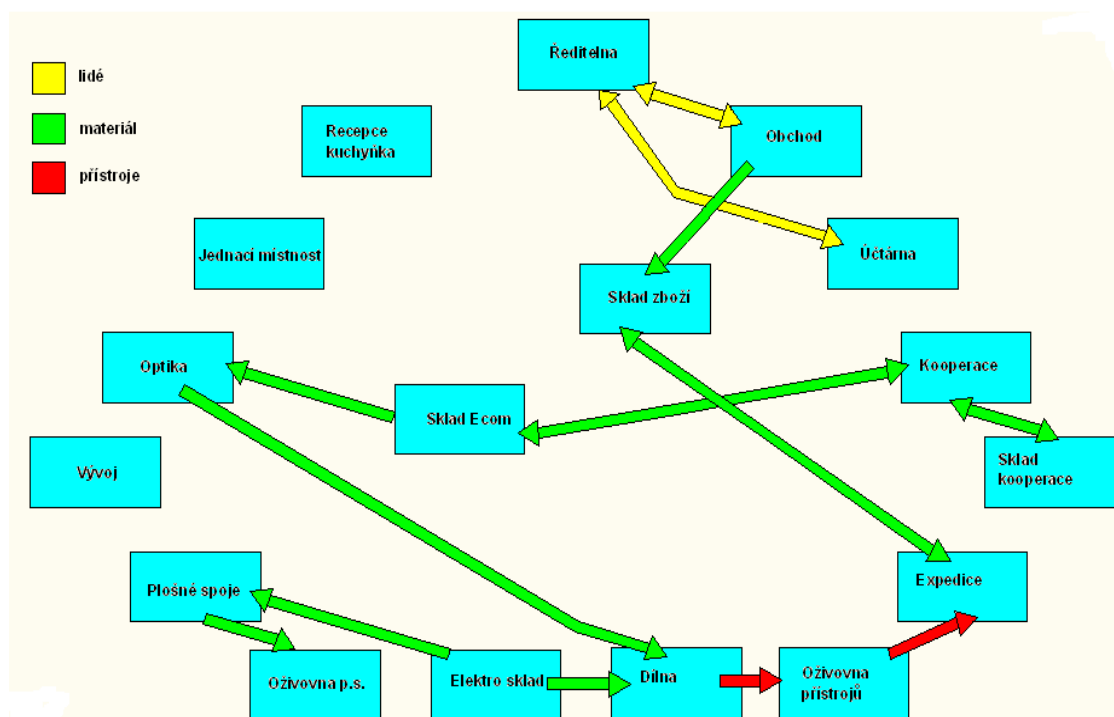 Ředitelna
lidé
materiál
přístroje
Recepce
kuchyňka
Obchod
Jednací místnost
Účtárna
Sklad zboží
Optika
Kooperace
Sklad Ecom
Vývoj
Sklad
kooperace
Plošné spoje
Expedice
Oživovna p.s.
Elektro sklad
Dílna
Oživovna
přístrojů